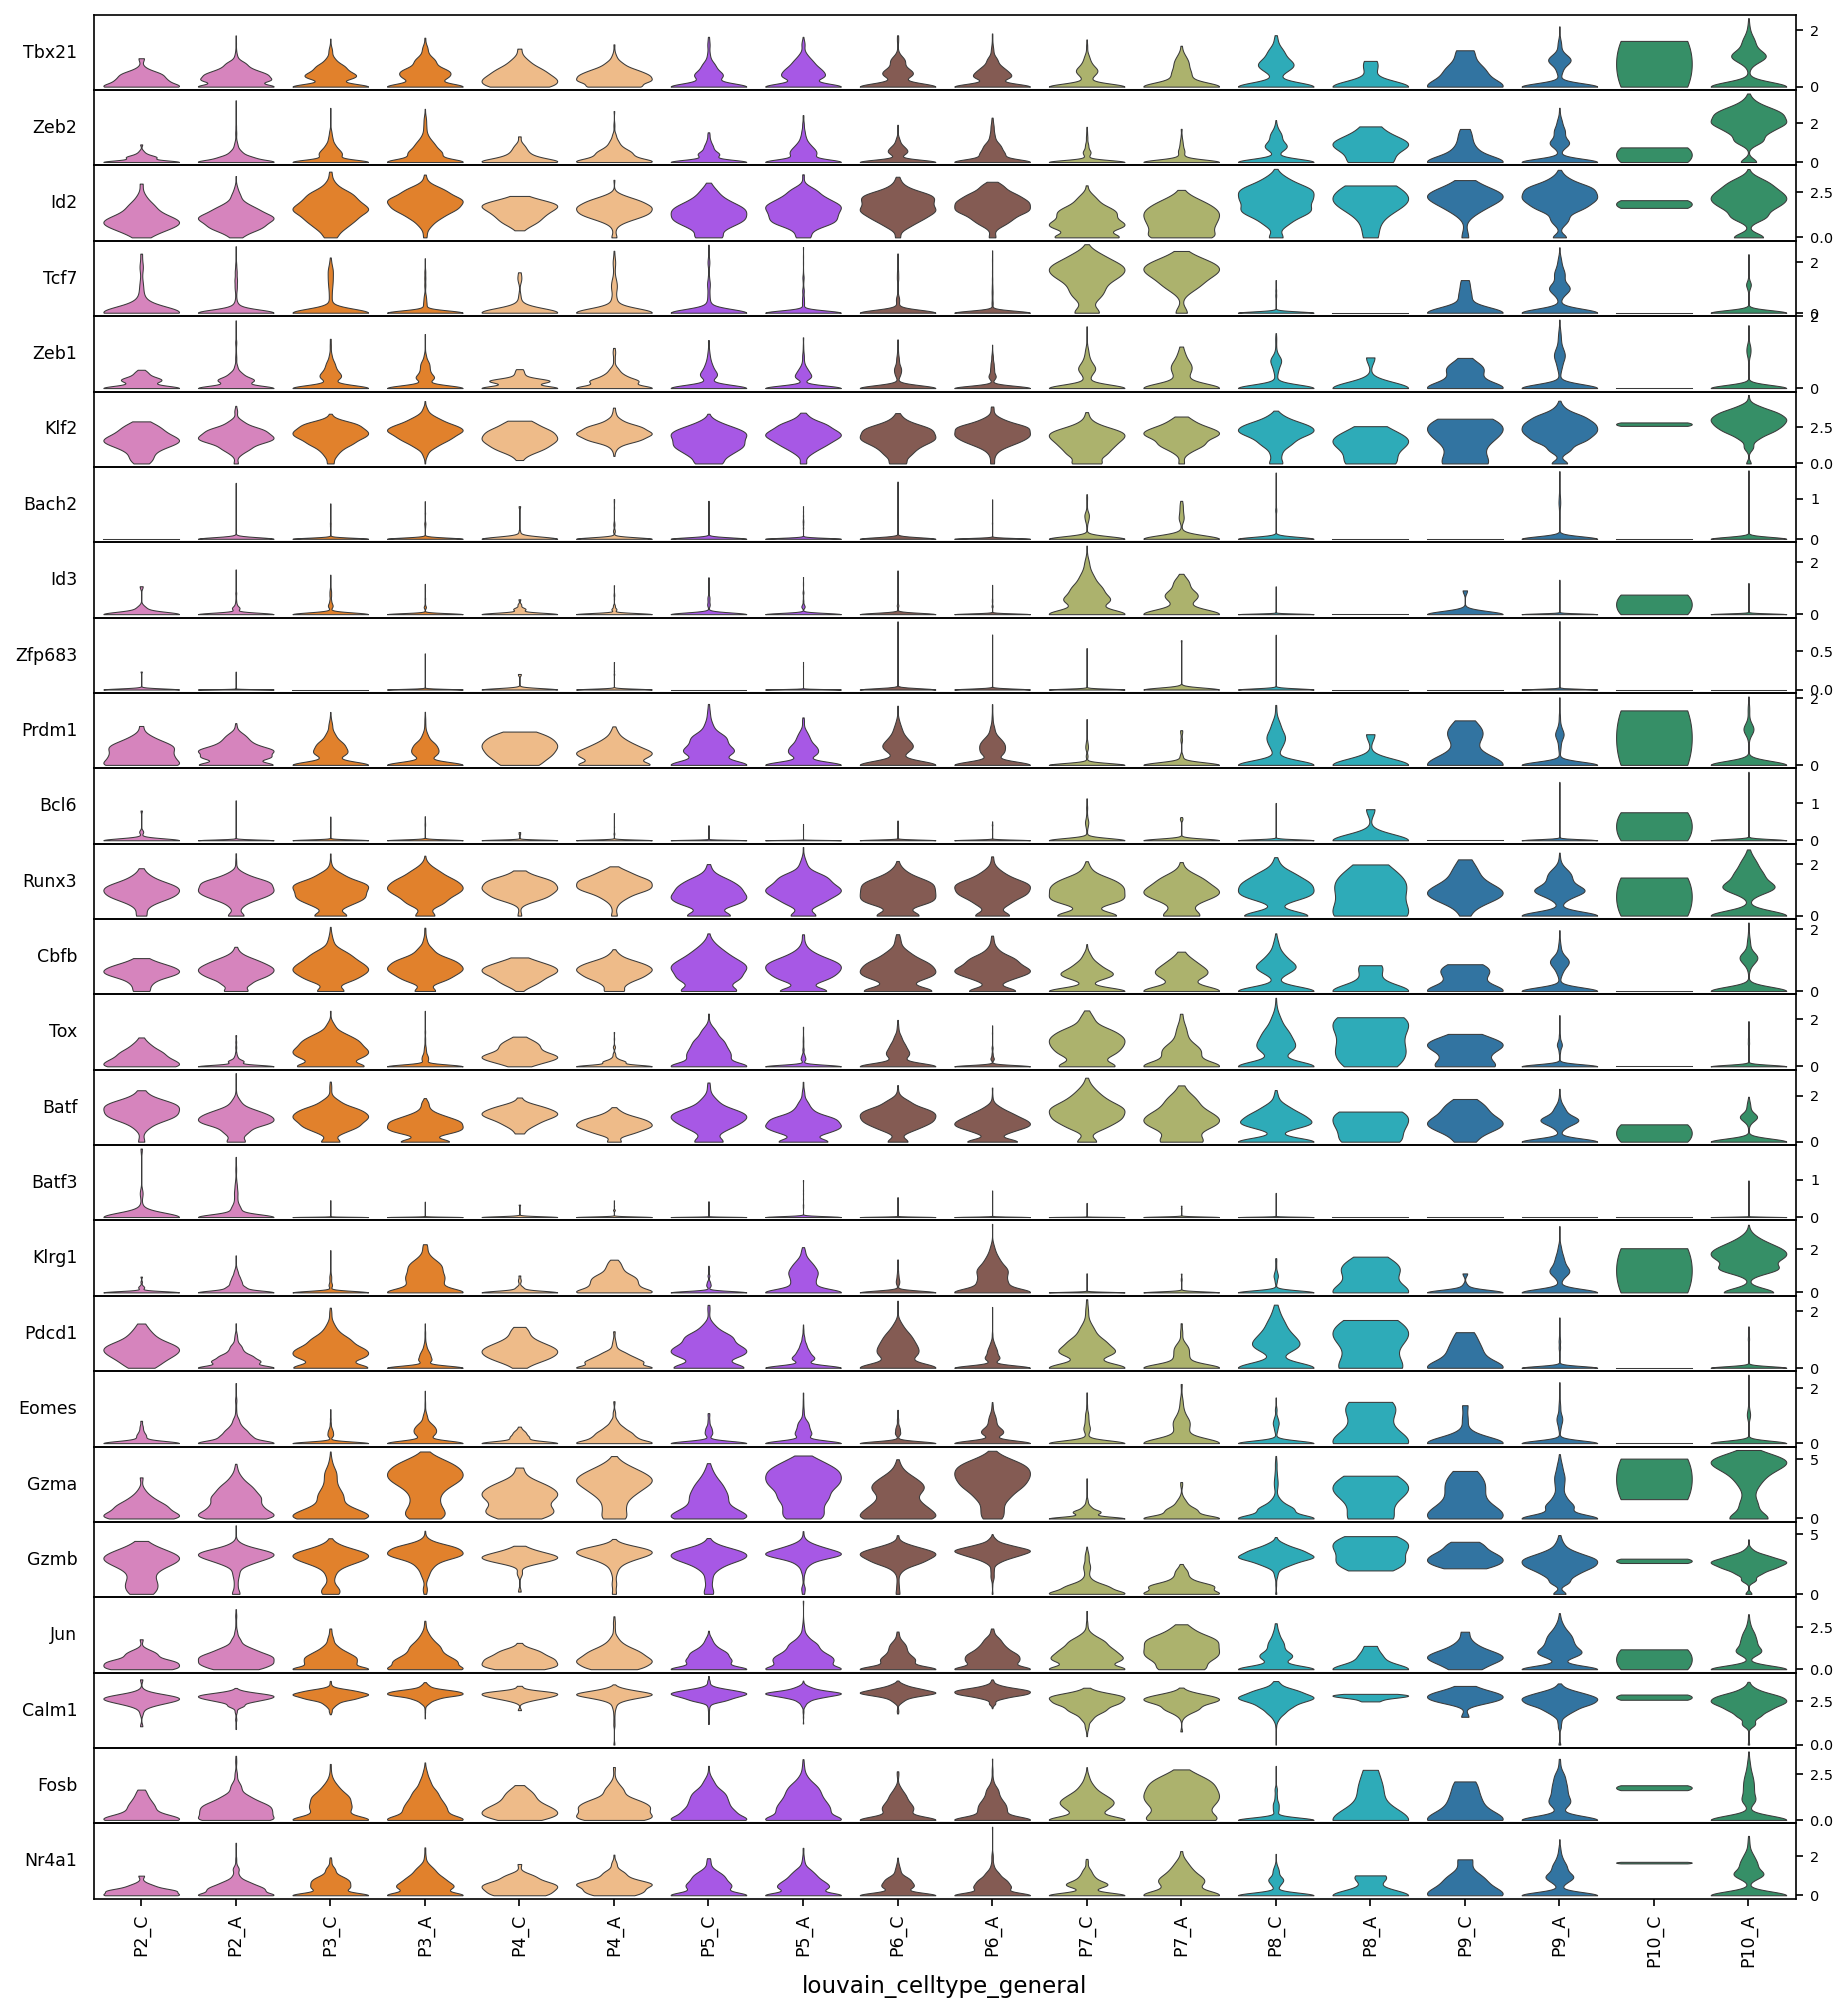 Tbx21 2 0
Zeb2 2 0
Id2 2.5 0.0
Tcf7 2 0
Zeb1 2 0
Klf2 2.5 0.0
Bach2 1 0
Id3 2 0
Zfp683 0.5 0.0
Prdm1 2 0
Bcl6 1 0
Runx3 2 0
Cbfb 2 0
Tox 2 0
Batf 2 0
Batf3 1 0
Klrg1 2 0
Pdcd1 2 0
Eomes 2 0
Gzma 5 0
Gzmb 5 0
Jun 2.5 0.0
Calm1 2.5 0.0
Fosb 2.5 0.0
Nr4a1 2 0
P2_C P2_A P3_C P3_A P4_C P4_A P5_C P5_A P6_C P6_A P7_C P7_A P8_C P8_A P9_C P9_A P10_C P10_A
louvain_celltype_general